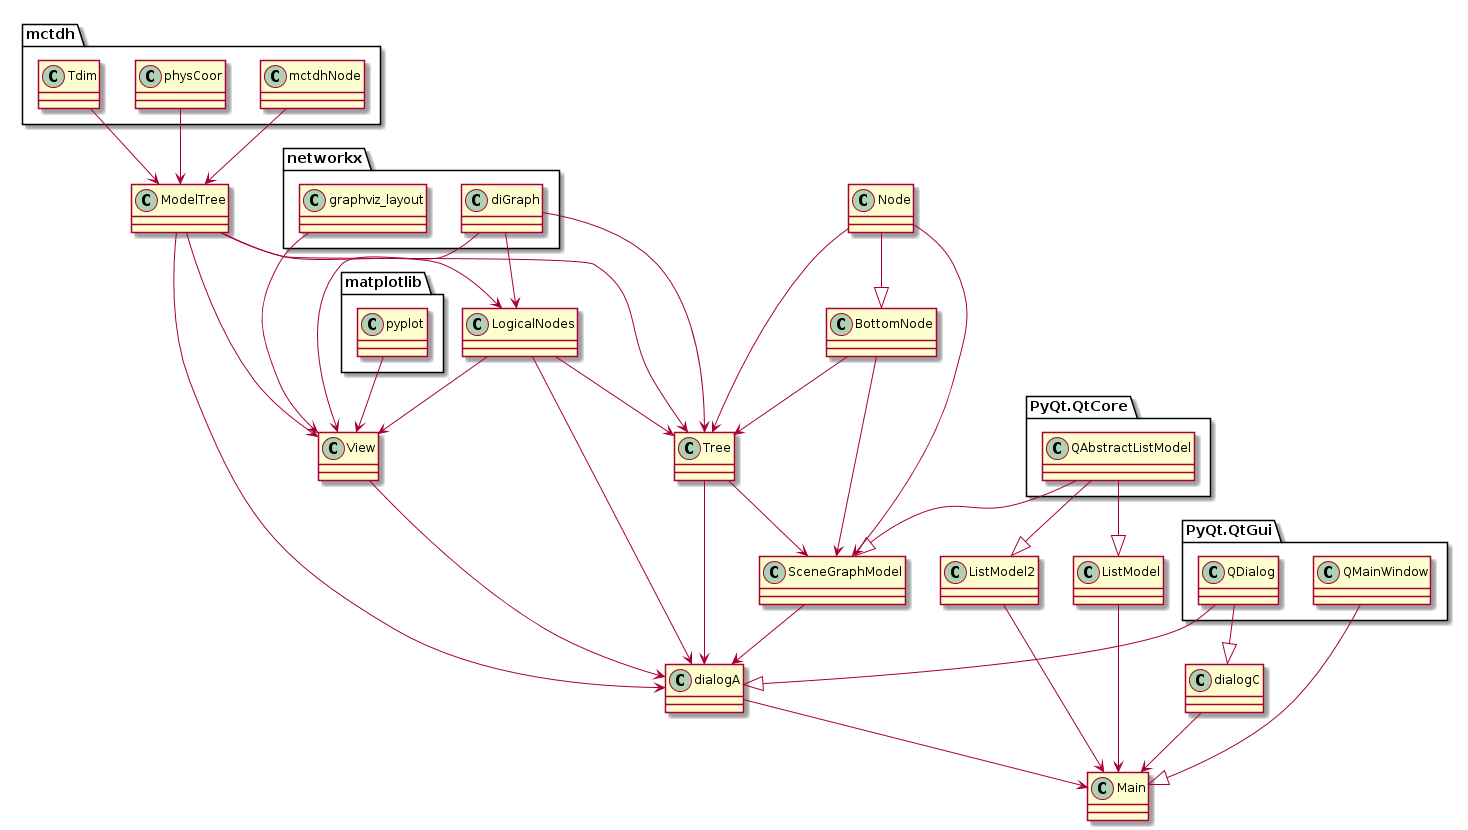 mctdh
C Tdim
C physCoor
C mctdhNode
networkx
C ModelTree
C graphviz_layout
C diGraph
C Node
matplotlib
C pyplot
C LogicalNodes
C BottomNode
PyQt.QtCore
C View
C Tree
C QAbstractListModel
PyQt.QtGui
C SceneGraphModel
C ListModel2
C ListModel
C QDialog
C QMainWindow
C dialogA
C dialogC
C Main